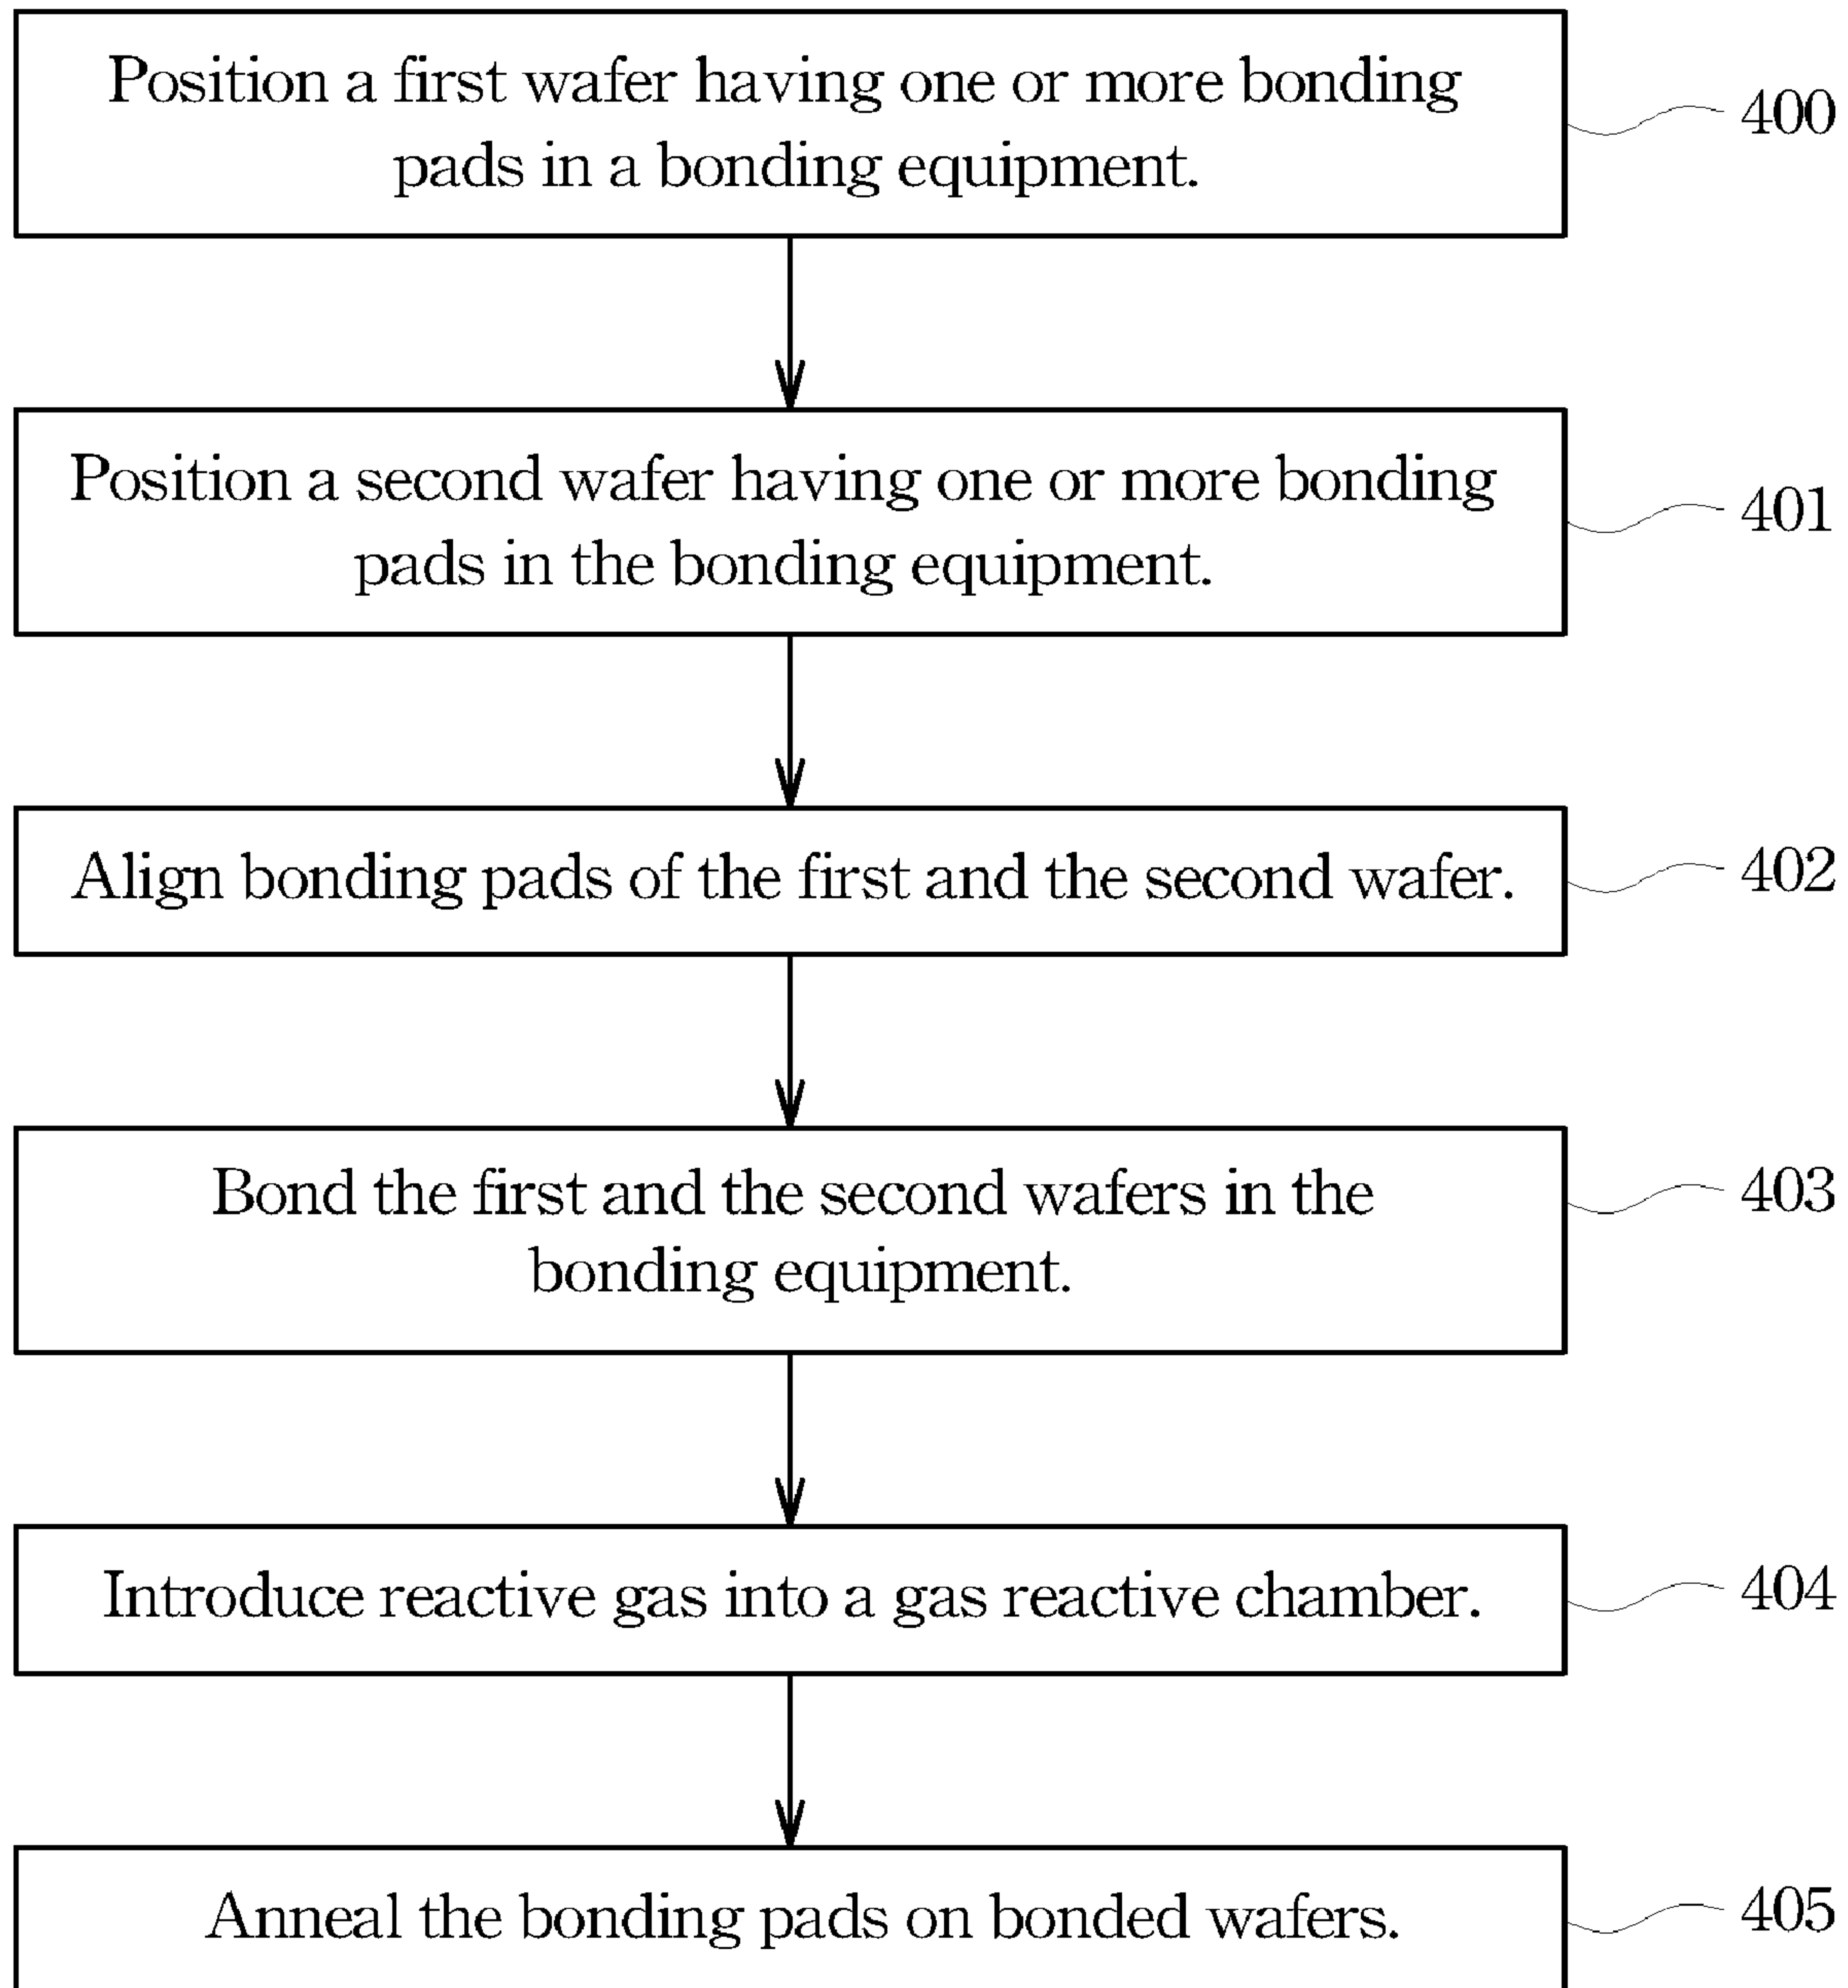 Position a first wafer having one or more bonding
pads in a bonding equipment.
400
Position a second wafer having one or more bonding
pads in the bonding equipment.
401
Align bonding pads of the first and the second wafer.
402
Bond the first and the second wafers in the
bonding equipment.
403
Introduce reactive gas into a gas reactive chamber.
404
Anneal the bonding pads on bonded wafers.
405